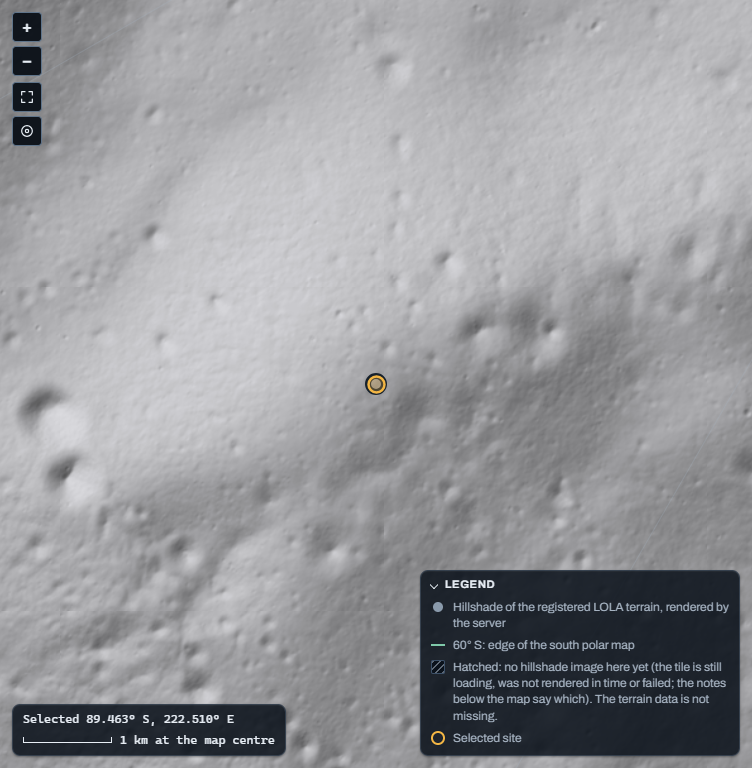 +
−
LEGEND
Hillshade of the registered LOLA terrain, rendered by
the server
60° S: edge of the south polar map
Hatched: no hillshade image here yet (the tile is still
loading, was not rendered in time or failed; the notes
below the map say which). The terrain data is not
missing.
Selected site
Selected 89.463° S, 222.510° E
1 km at the map centre